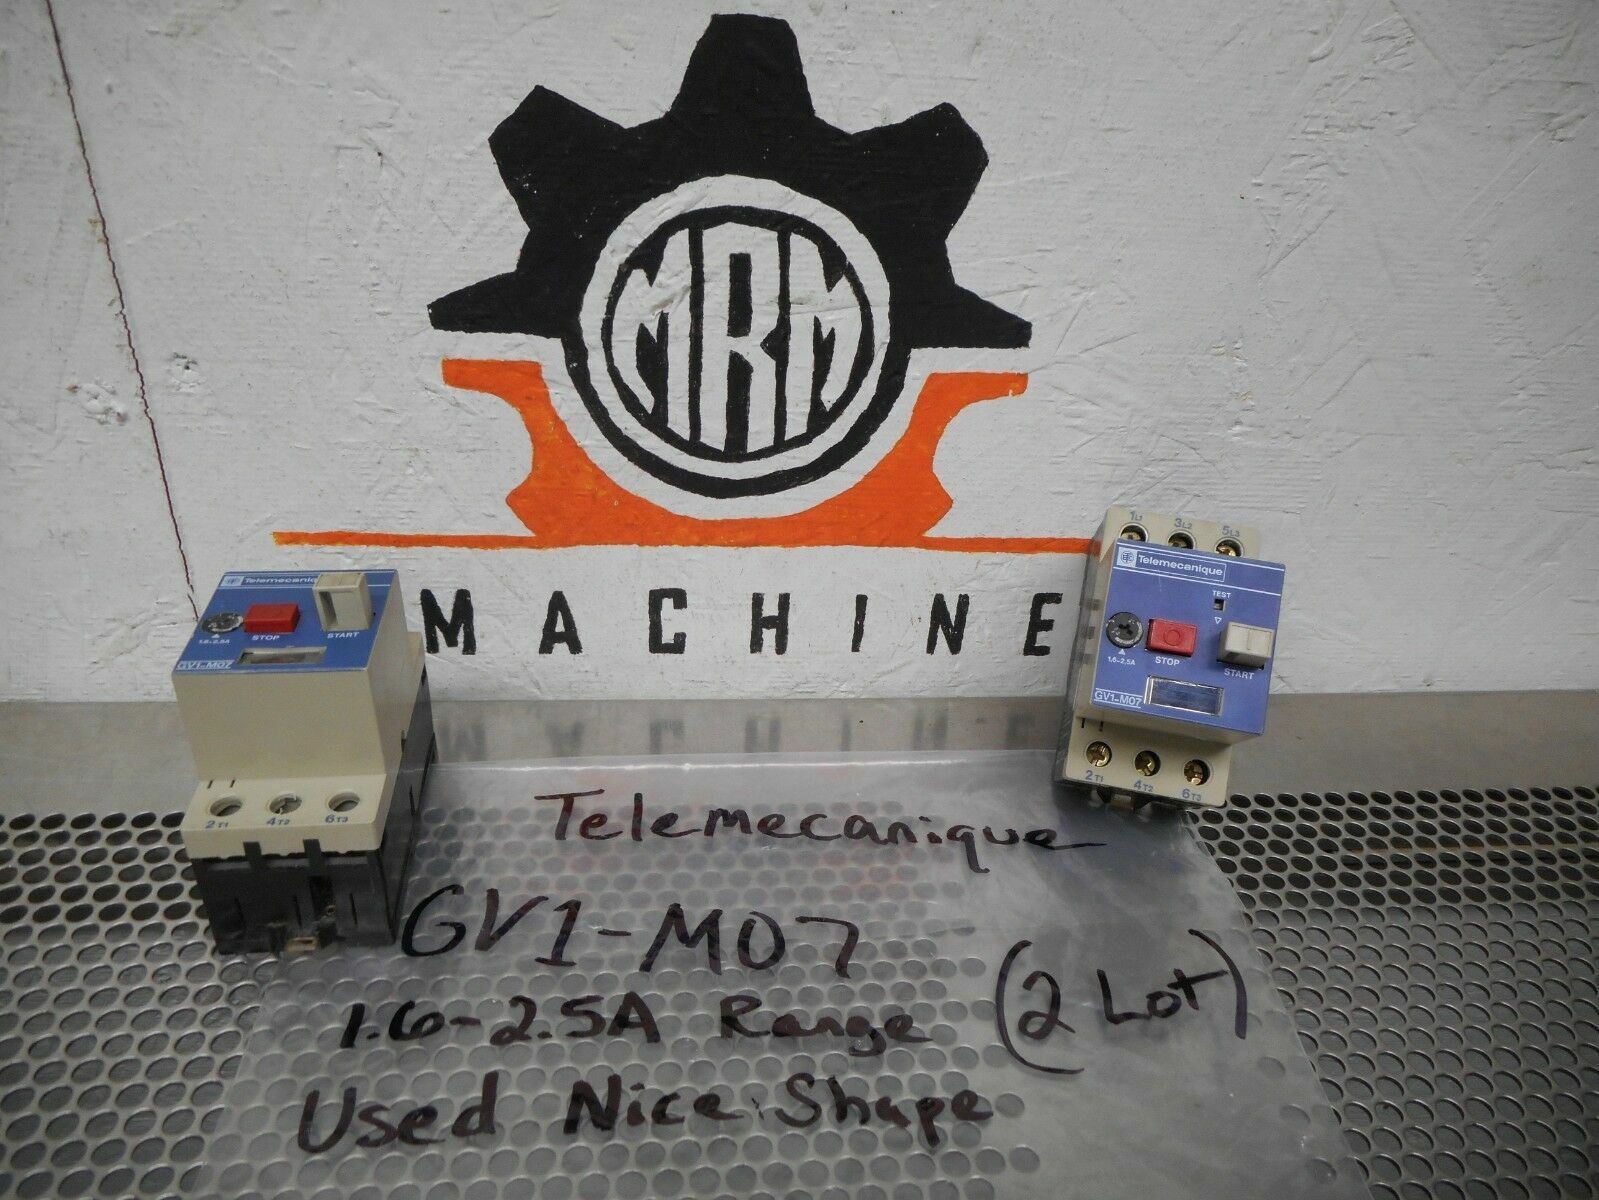 MRM
MACHINE
Telemecanique
1.6-2.5A
STOP
START
GV1-M07
2T1 4T2 6T3
1L1 3L2 5L3
Telemecanique
TEST
1.6-2.5A
STOP
START
GV1-M07
2T1 4T2 6T3
Telemecanique
GV1-M07
1.6-2.5A Range
(2 Lot)
Used Nice Shape